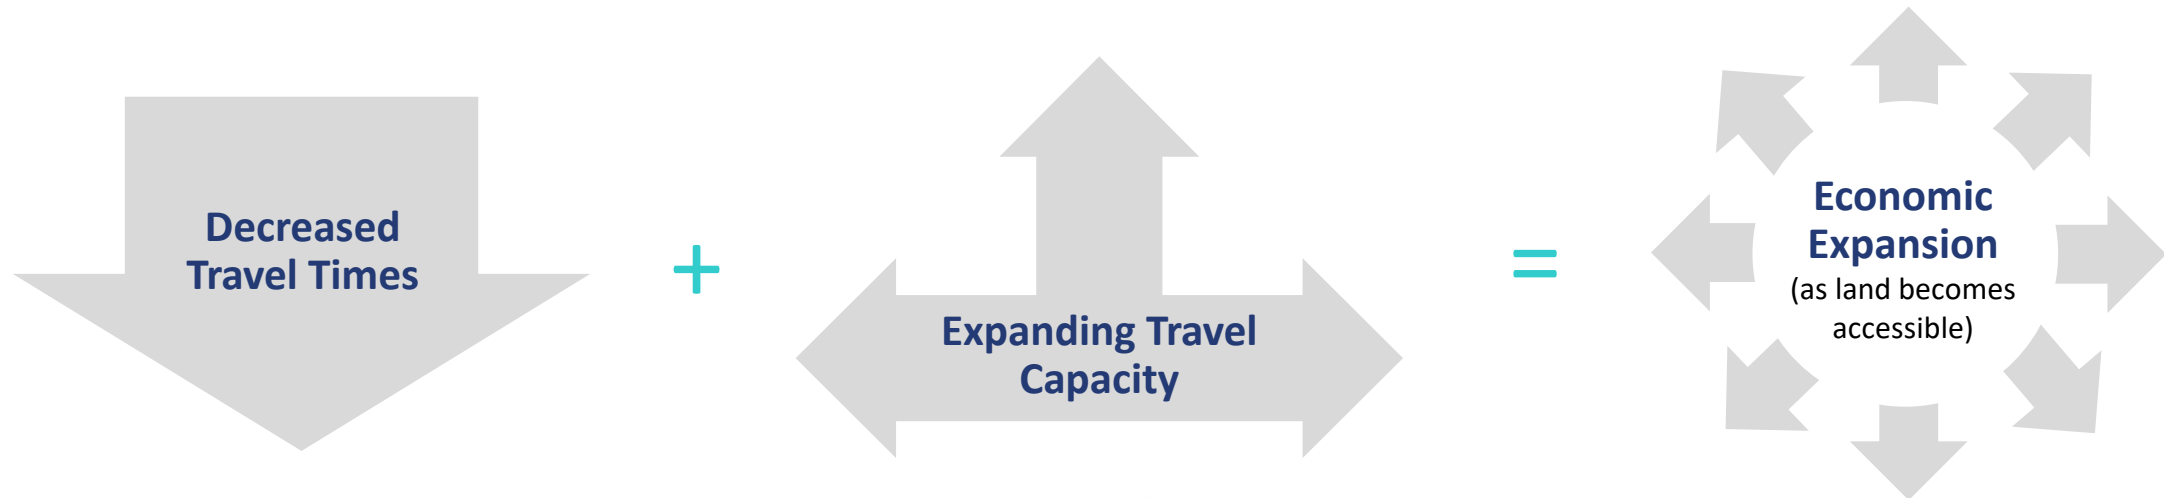 Decreased
Travel Times
+
Expanding Travel
Capacity
=
Economic
Expansion
(as land becomes
accessible)